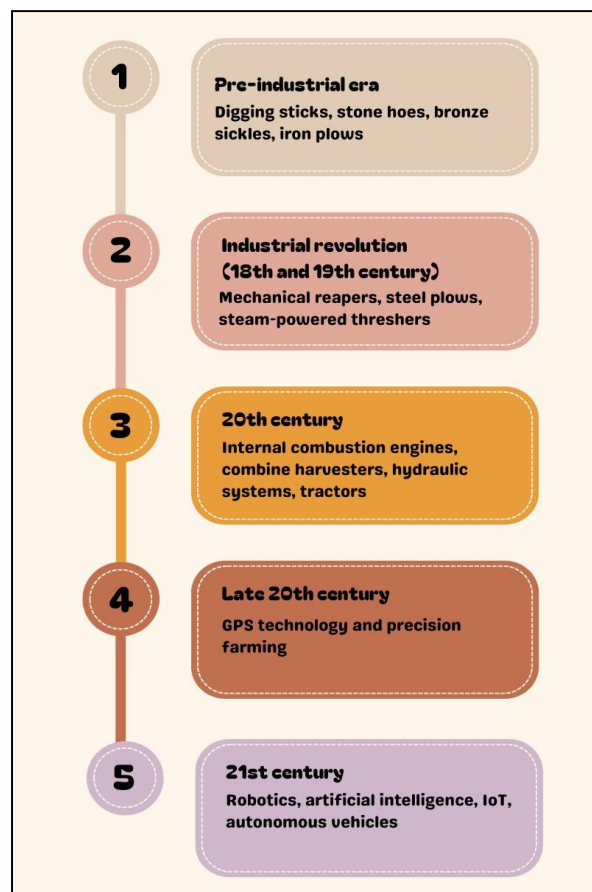 1
Pre-industrial era
Digging sticks, stone hoes, bronze
sickles, iron plows
2
Industrial revolution
(18th and 19th century)
Mechanical reapers, steel plows,
steam-powered threshers
3
20th century
Internal combustion engines,
combine harvesters, hydraulic
systems, tractors
4
Late 20th century
GPS technology and precision
farming
5
21st century
Robotics, artificial intelligence, IoT,
autonomous vehicles